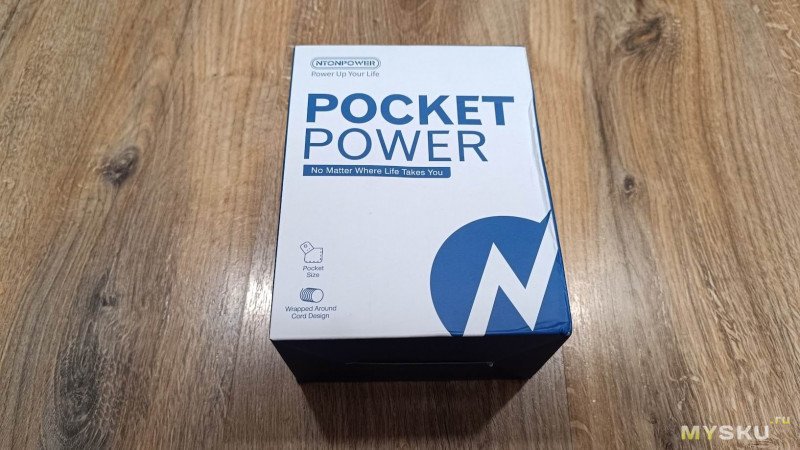 NTONPOWER
Power Up Your Life
POCKET
POWER
No Matter Where Life Takes You
Pocket
Size
Wrapped Around
Cord Design
MYSKU.ru